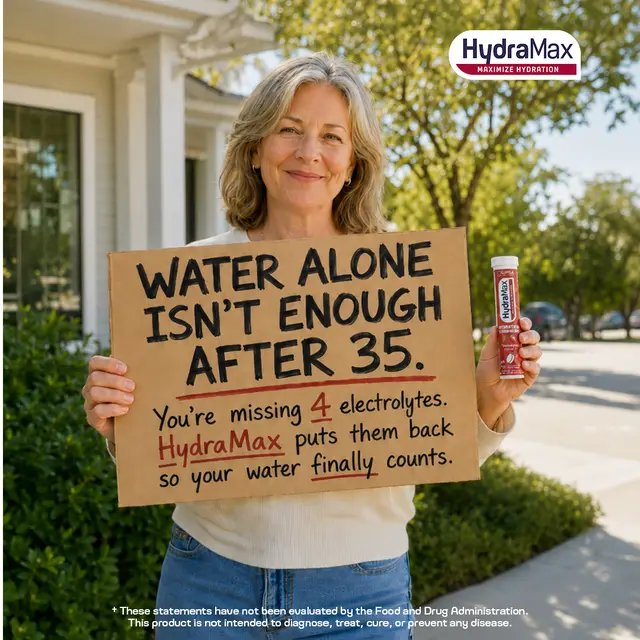 HydraMax
MAXIMIZE HYDRATION
WATER ALONE
ISN'T ENOUGH
AFTER 35.
You're missing 4 electrolytes.
HydraMax puts them back
so your water finally counts.
HydraMax
† These statements have not been evaluated by the Food and Drug Administration.
This product is not intended to diagnose, treat, cure, or prevent any disease.